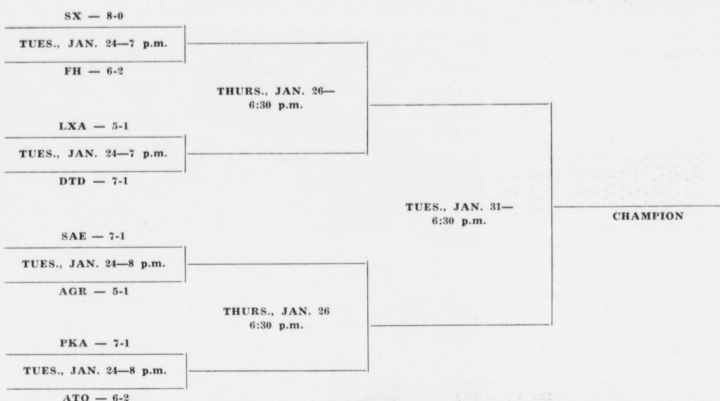 SX — 8-0
TUES., JAN. 24—7 p.m.
FH — 6-2
THURS., JAN. 26—
6:30 p.m.
LXA — 5-1
TUES., JAN. 24—7 p.m.
DTD — 7-1
TUES., JAN. 31—
6:30 p.m.
CHAMPION
SAE — 7-1
TUES., JAN. 24—8 p.m.
AGR — 5-1
THURS., JAN. 26
6:30 p.m.
PKA — 7-1
TUES., JAN. 24—8 p.m.
ATO — 6-2